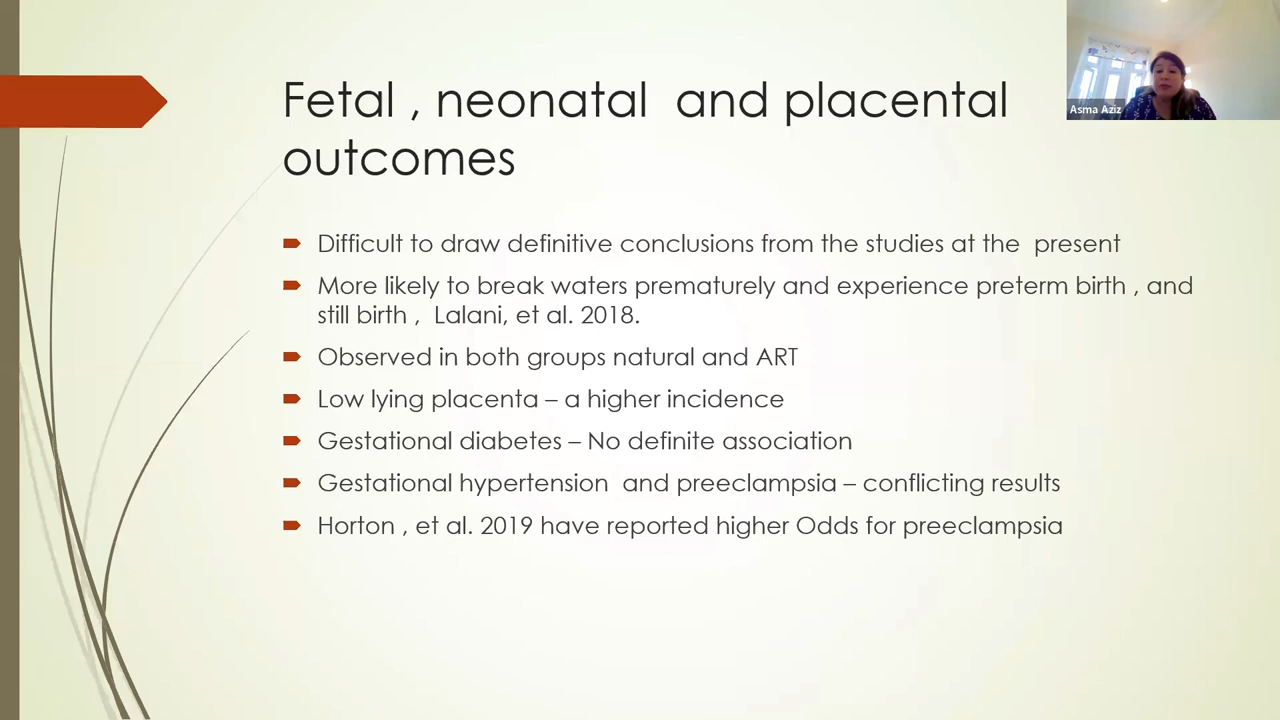 Fetal , neonatal  and placental
outcomes
Asma Aziz
Difficult to draw definitive conclusions from the studies at the  present
More likely to break waters prematurely and experience preterm birth , and
still birth ,  Lalani, et al. 2018.
Observed in both groups natural and ART
Low lying placenta – a higher incidence
Gestational diabetes – No definite association
Gestational hypertension  and preeclampsia – conflicting results
Horton , et al. 2019 have reported higher Odds for preeclampsia